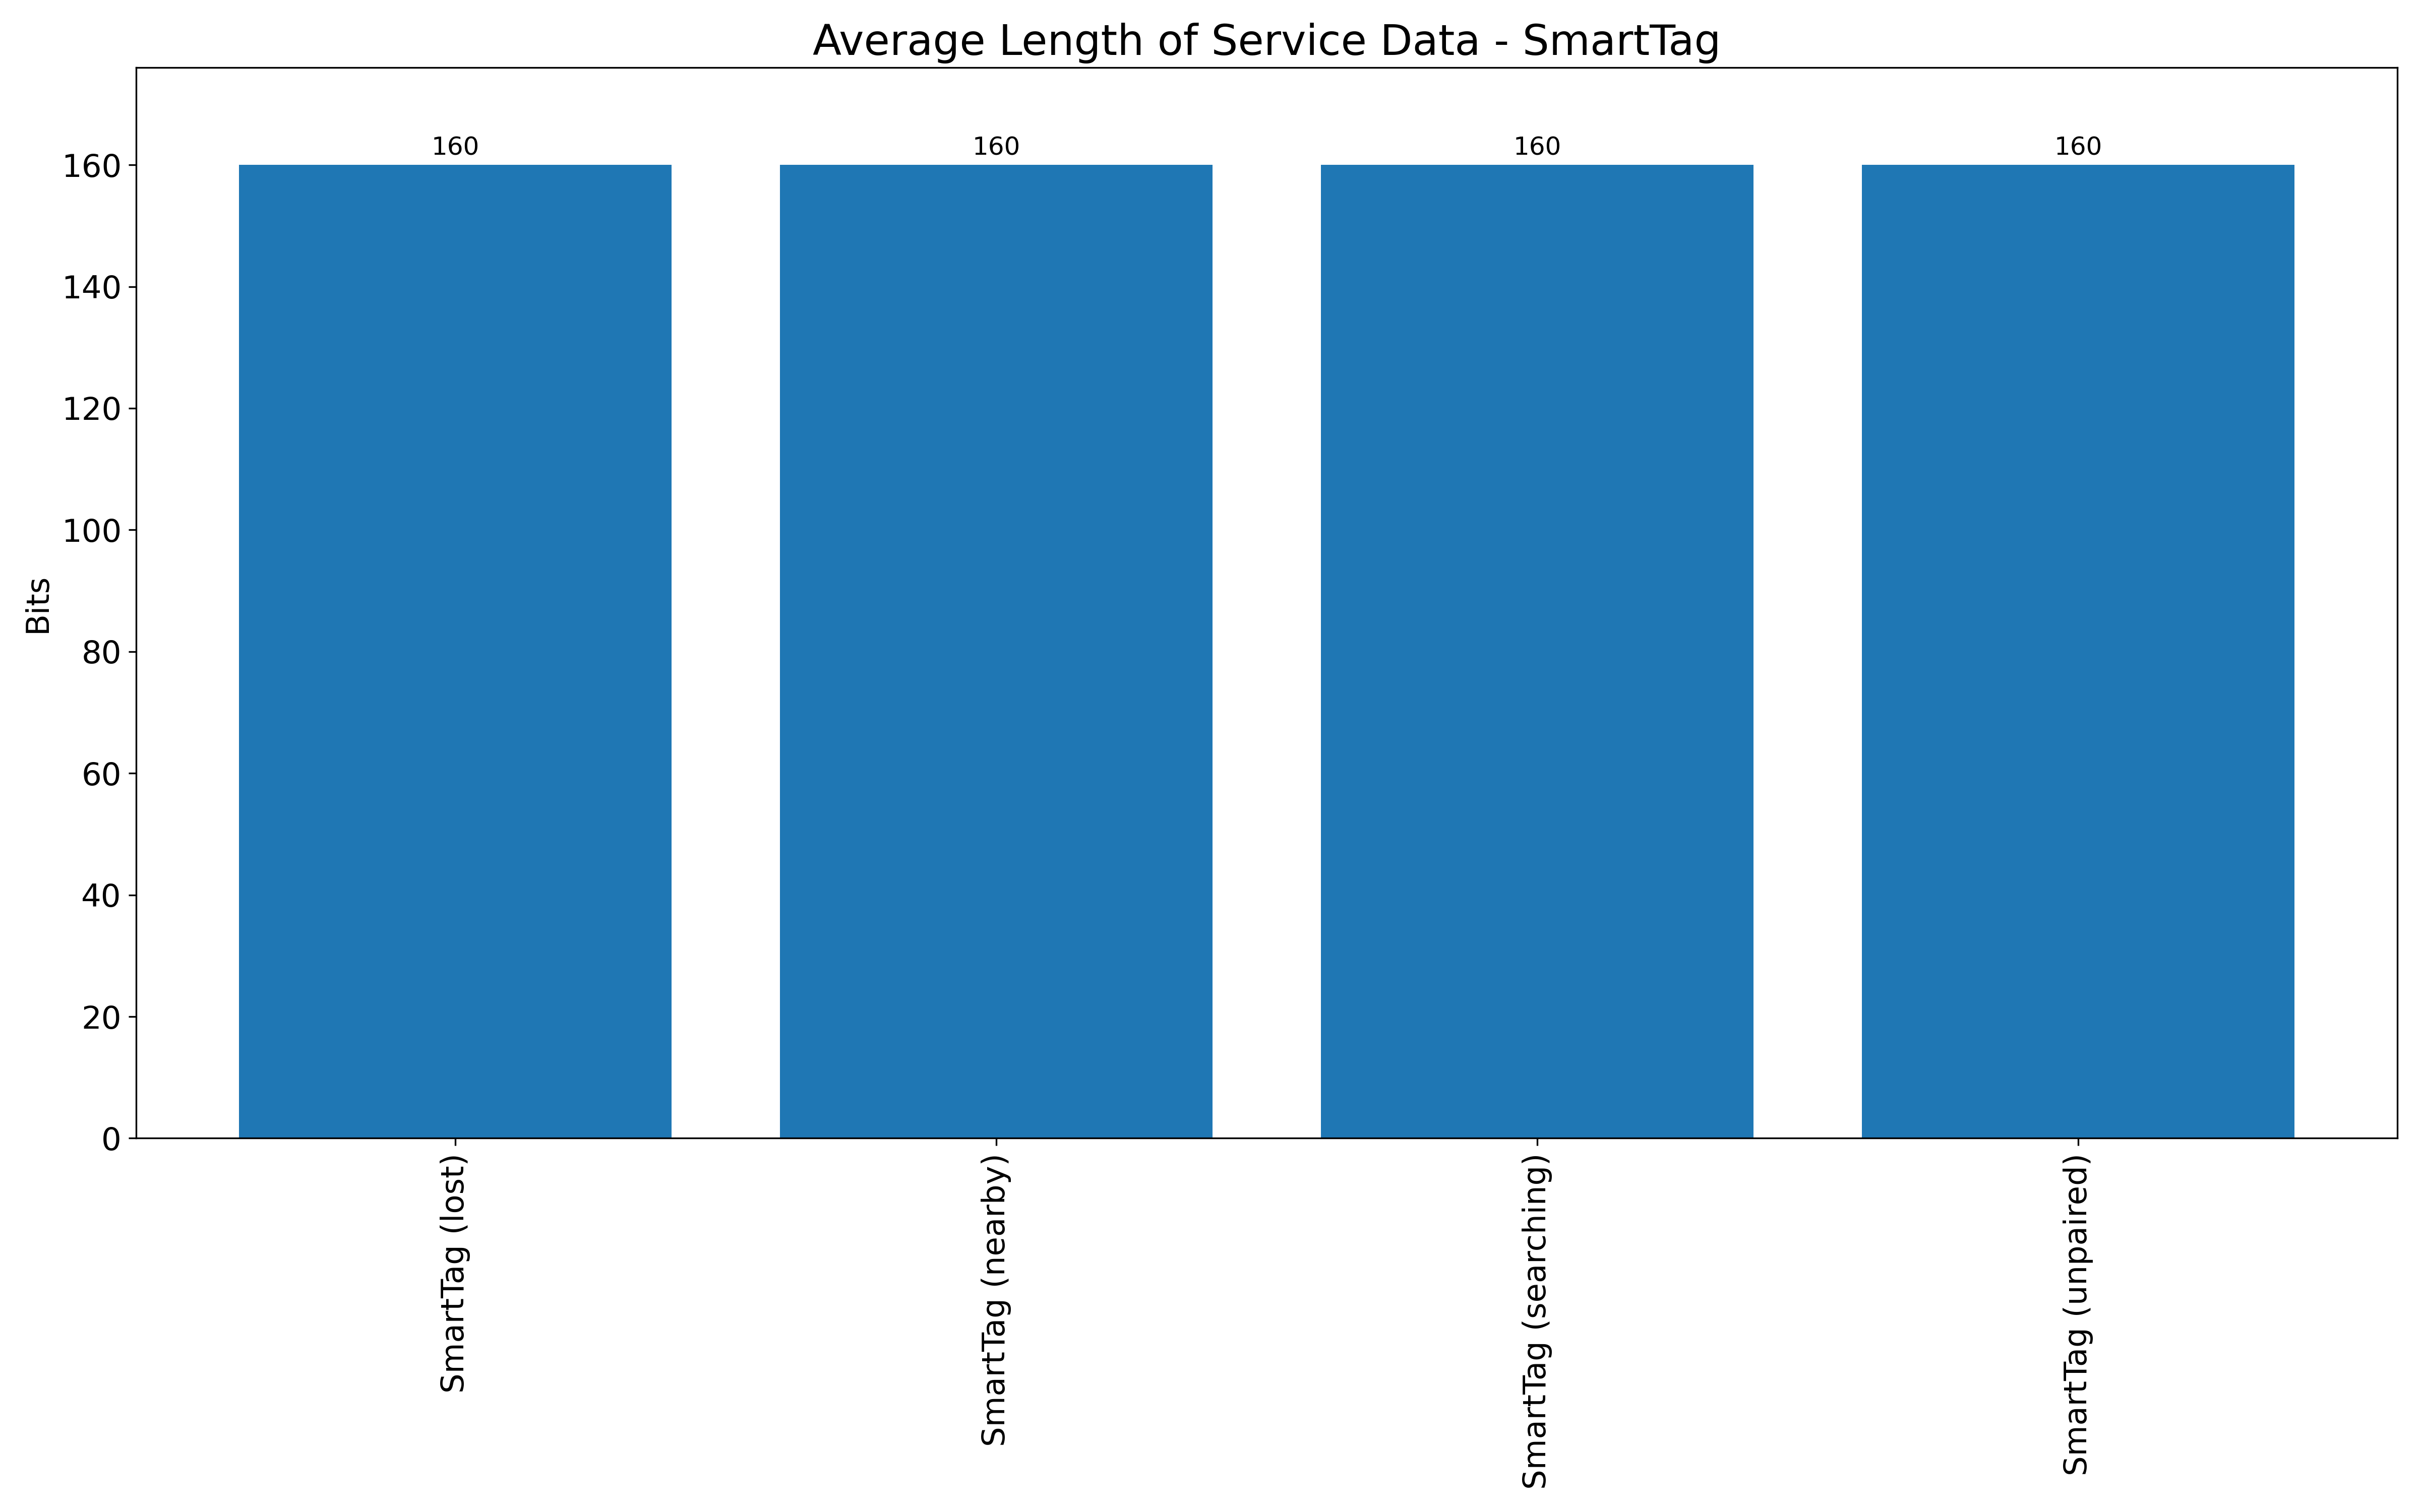 Average Length of Service Data - SmartTag
160 160 160 160
160
140
120
100
80
60
40
20
0
Bits
SmartTag (lost)
SmartTag (nearby)
SmartTag (searching)
SmartTag (unpaired)